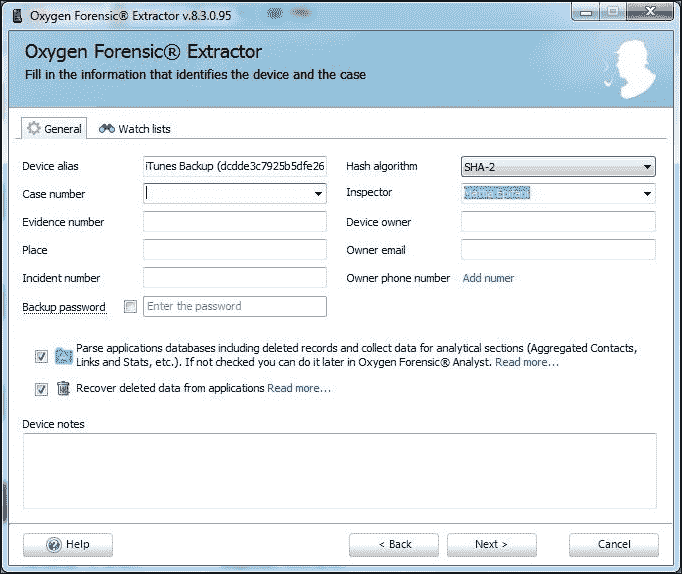 Oxygen Forensic® Extractor v.8.3.0.95
Oxygen Forensic® Extractor
Fill in the information that identifies the device and the case
General Watch lists
Device alias iTunes Backup (dcdde3c7925b5dfe26 Hash algorithm SHA-2
Case number Inspector
Evidence number Device owner
Place Owner email
Incident number Owner phone number Add numer
Backup password Enter the password
Parse applications databases including deleted records and collect data for analytical sections (Aggregated Contacts,
Links and Stats, etc.). If not checked you can do it later in Oxygen Forensic® Analyst. Read more...
Recover deleted data from applications Read more...
Device notes
Help < Back Next > Cancel